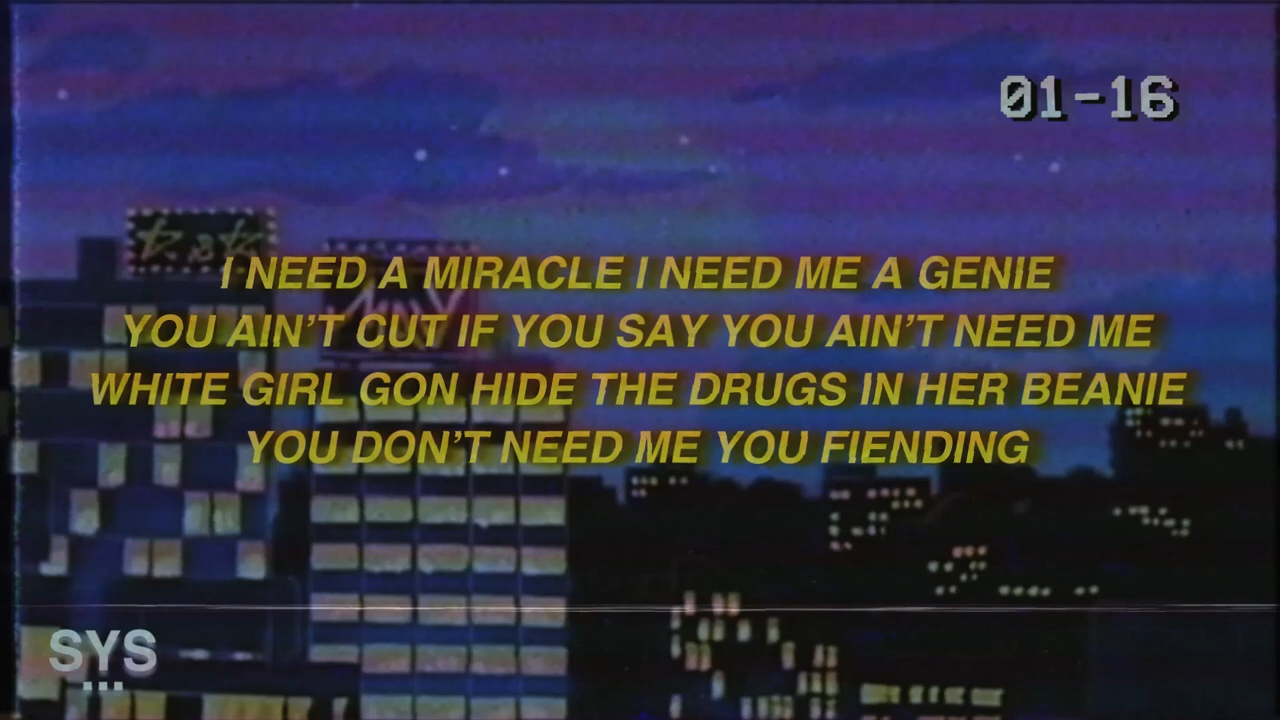 01-16
I NEED A MIRACLE I NEED ME A GENIE
YOU AIN'T CUT IF YOU SAY YOU AIN'T NEED ME
WHITE GIRL GON HIDE THE DRUGS IN HER BEANIE
YOU DON'T NEED ME YOU FIENDING
SYS